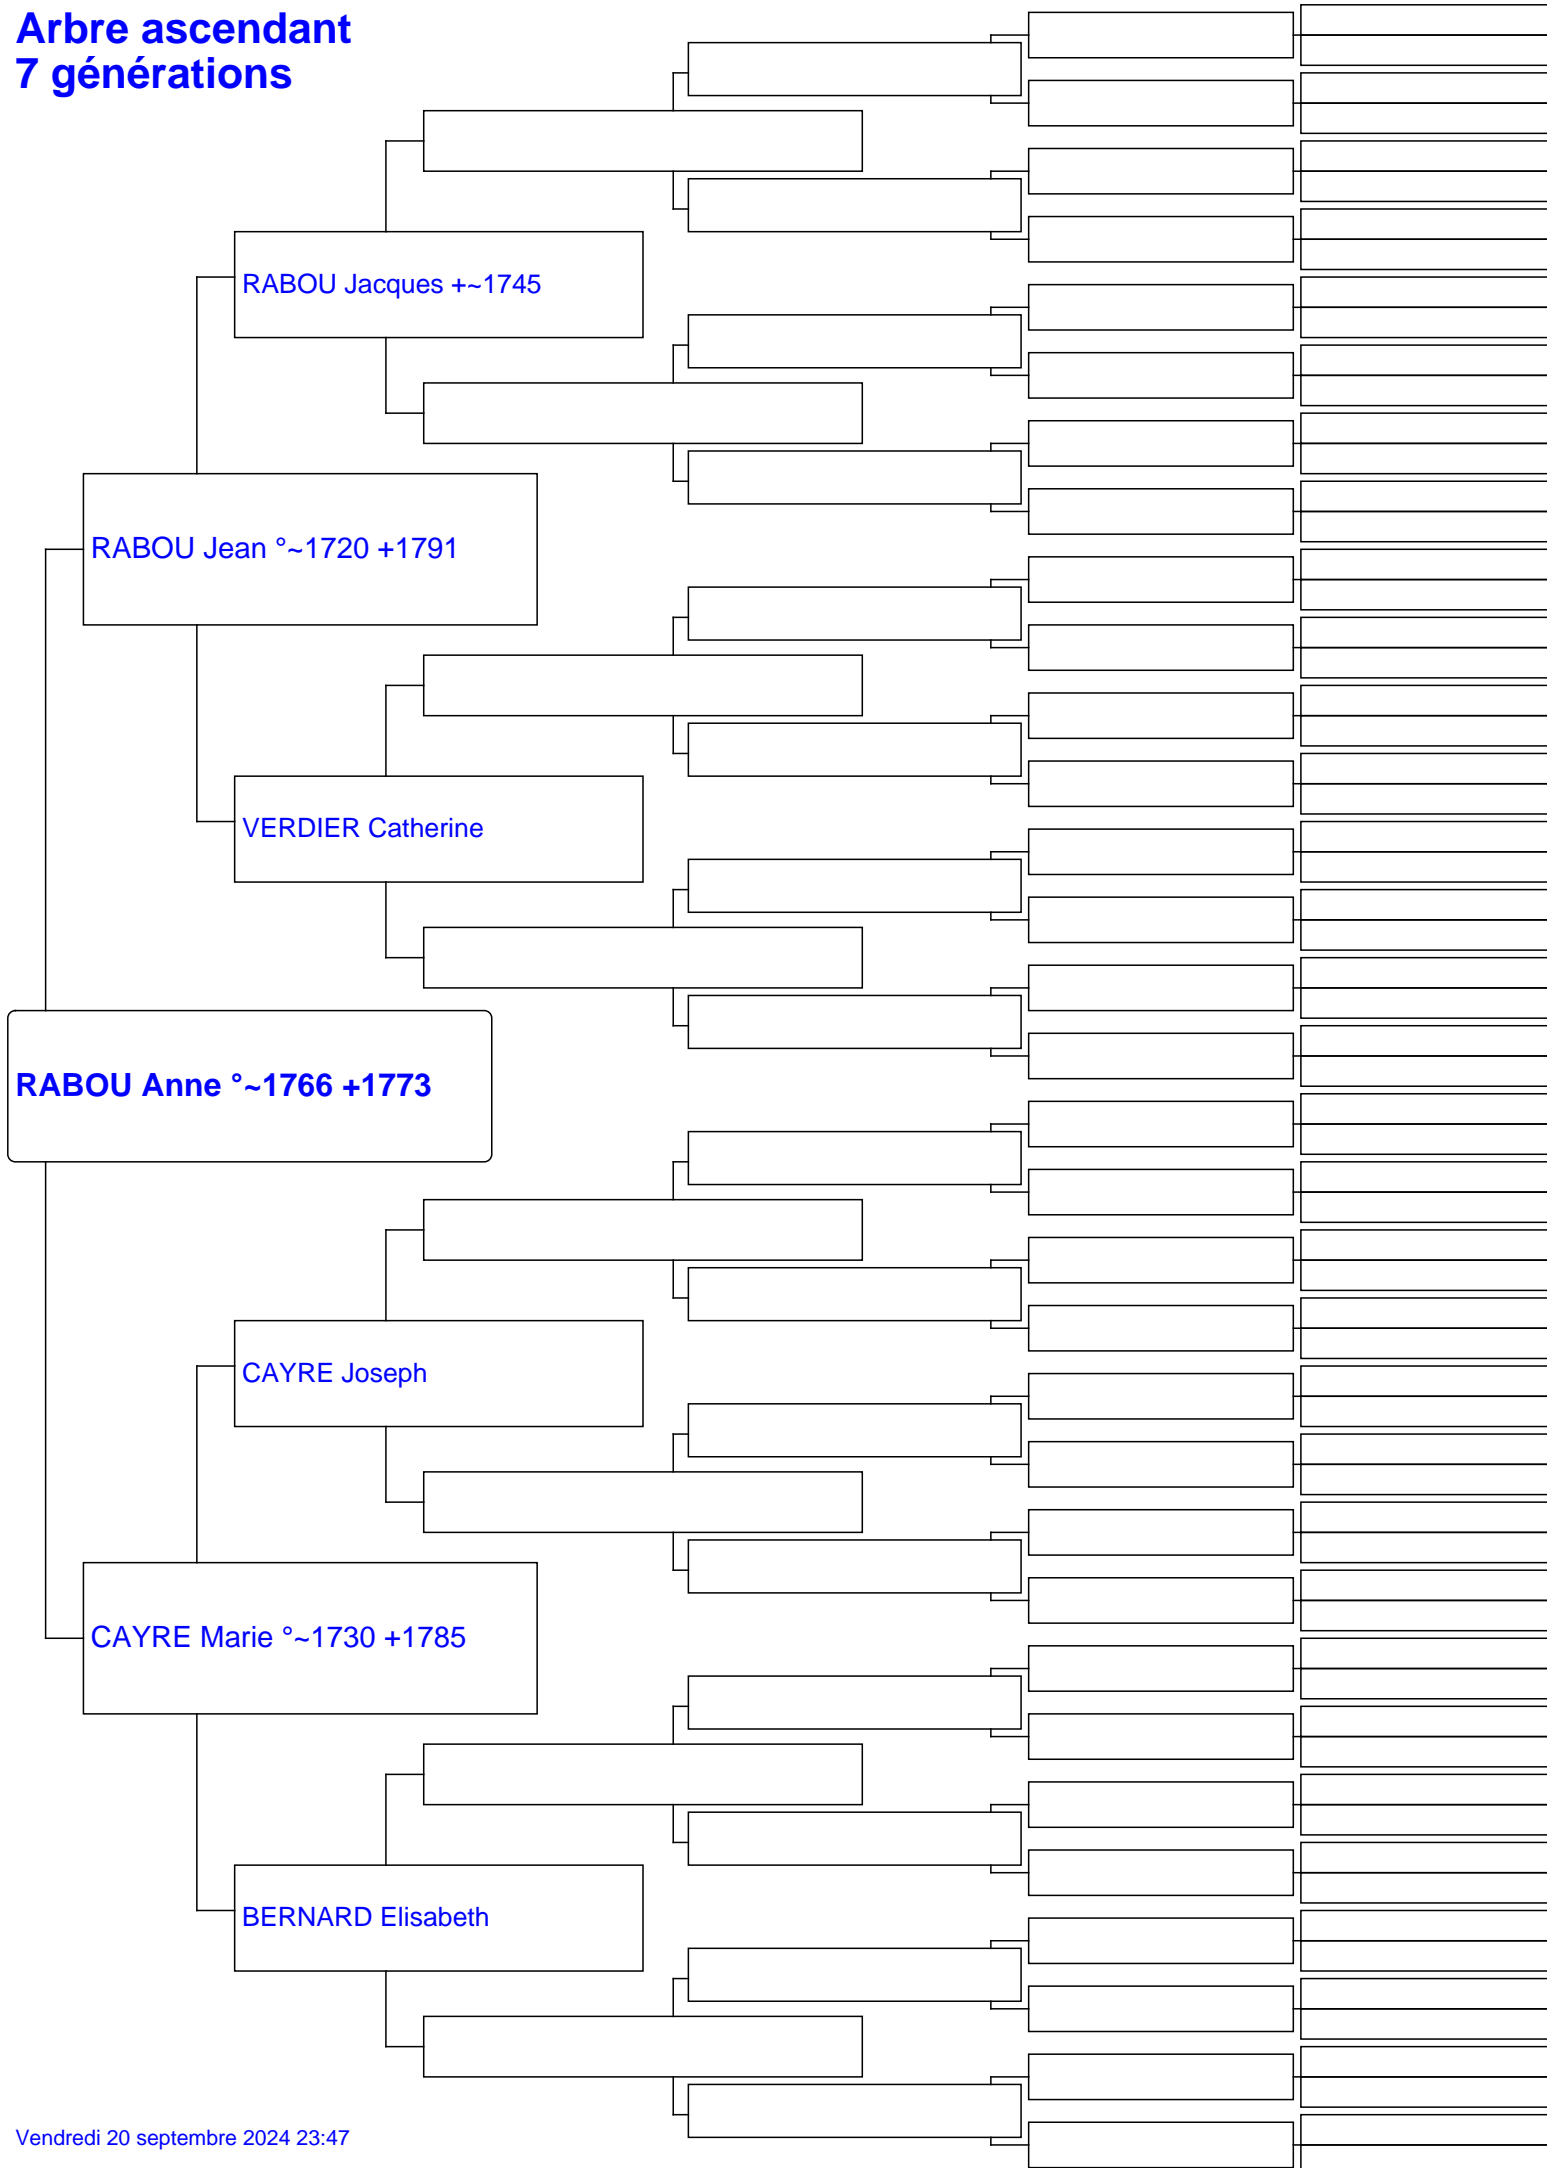 Arbre ascendant
7 générations
RABOU Jacques +~1745
RABOU Jean °~1720 +1791
VERDIER Catherine
RABOU Anne °~1766 +1773
CAYRE Joseph
CAYRE Marie °~1730 +1785
BERNARD Elisabeth
Vendredi 20 septembre 2024 23:47